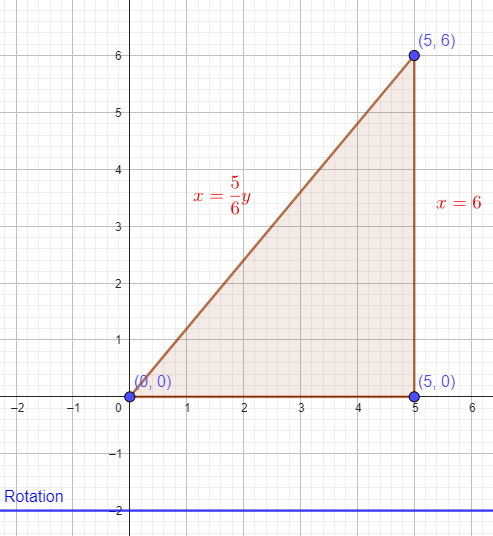 (5, 6)
6
5
4
x = 5/6 y
x = 6
3
2
1
(0, 0)
(5, 0)
−2 −1 0 1 2 3 4 5 6
−1
Rotation
−2